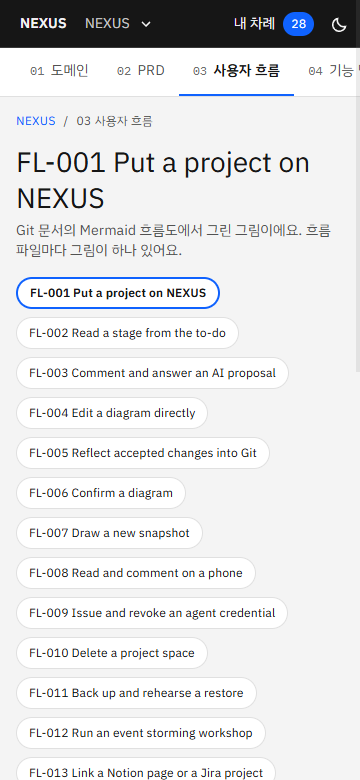 NEXUS NEXUS 내 차례 28
01 도메인 02 PRD 03 사용자 흐름 04 기능
NEXUS / 03 사용자 흐름
FL-001 Put a project on
NEXUS
Git 문서의 Mermaid 흐름도에서 그린 그림이에요. 흐름
파일마다 그림이 하나 있어요.
FL-001 Put a project on NEXUS
FL-002 Read a stage from the to-do
FL-003 Comment and answer an AI proposal
FL-004 Edit a diagram directly
FL-005 Reflect accepted changes into Git
FL-006 Confirm a diagram
FL-007 Draw a new snapshot
FL-008 Read and comment on a phone
FL-009 Issue and revoke an agent credential
FL-010 Delete a project space
FL-011 Back up and rehearse a restore
FL-012 Run an event storming workshop
FL-013 Link a Notion page or a Jira project